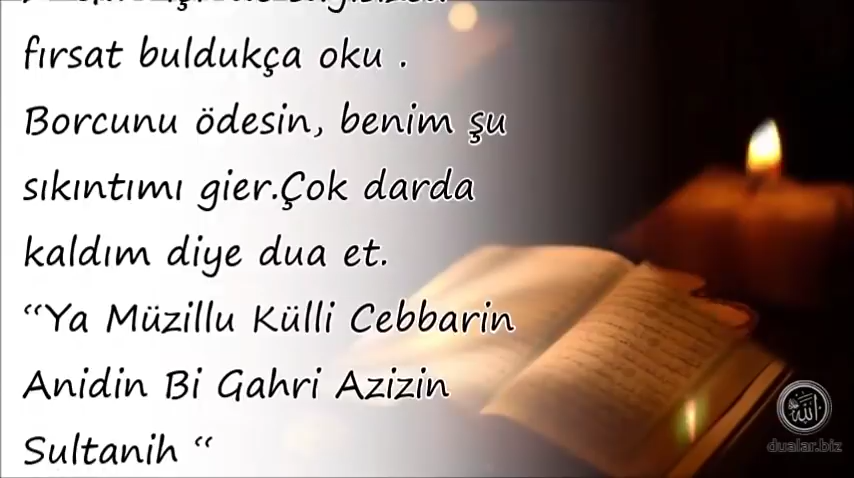 fırsat buldukça oku .
Borcunu ödesin, benim şu
sıkıntımı gier.Çok darda
kaldım diye dua et.
“Ya Müzillu Külli Cebbarin
Anidin Bi Gahri Azizin
Sultanih “
dualar.biz